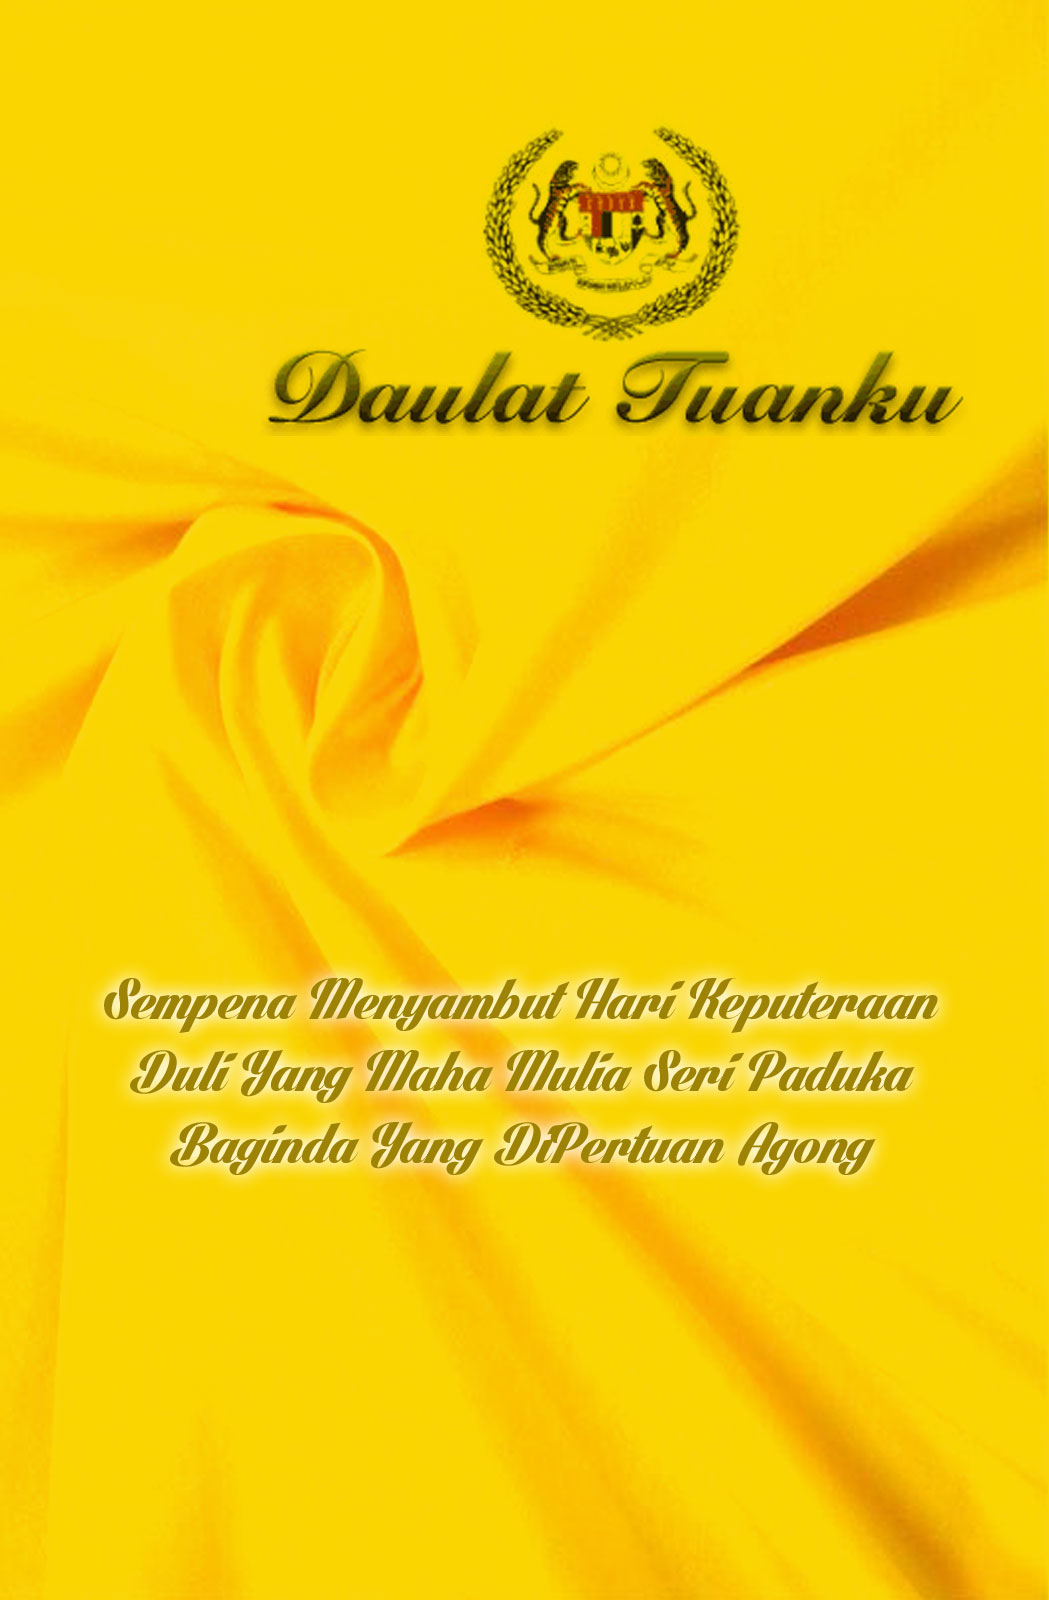 Daulat Tuanku
Sempena Menyambut Hari Keputeraan
Duli Yang Maha Mulia Seri Paduka
Baginda Yang DiPertuan Agong